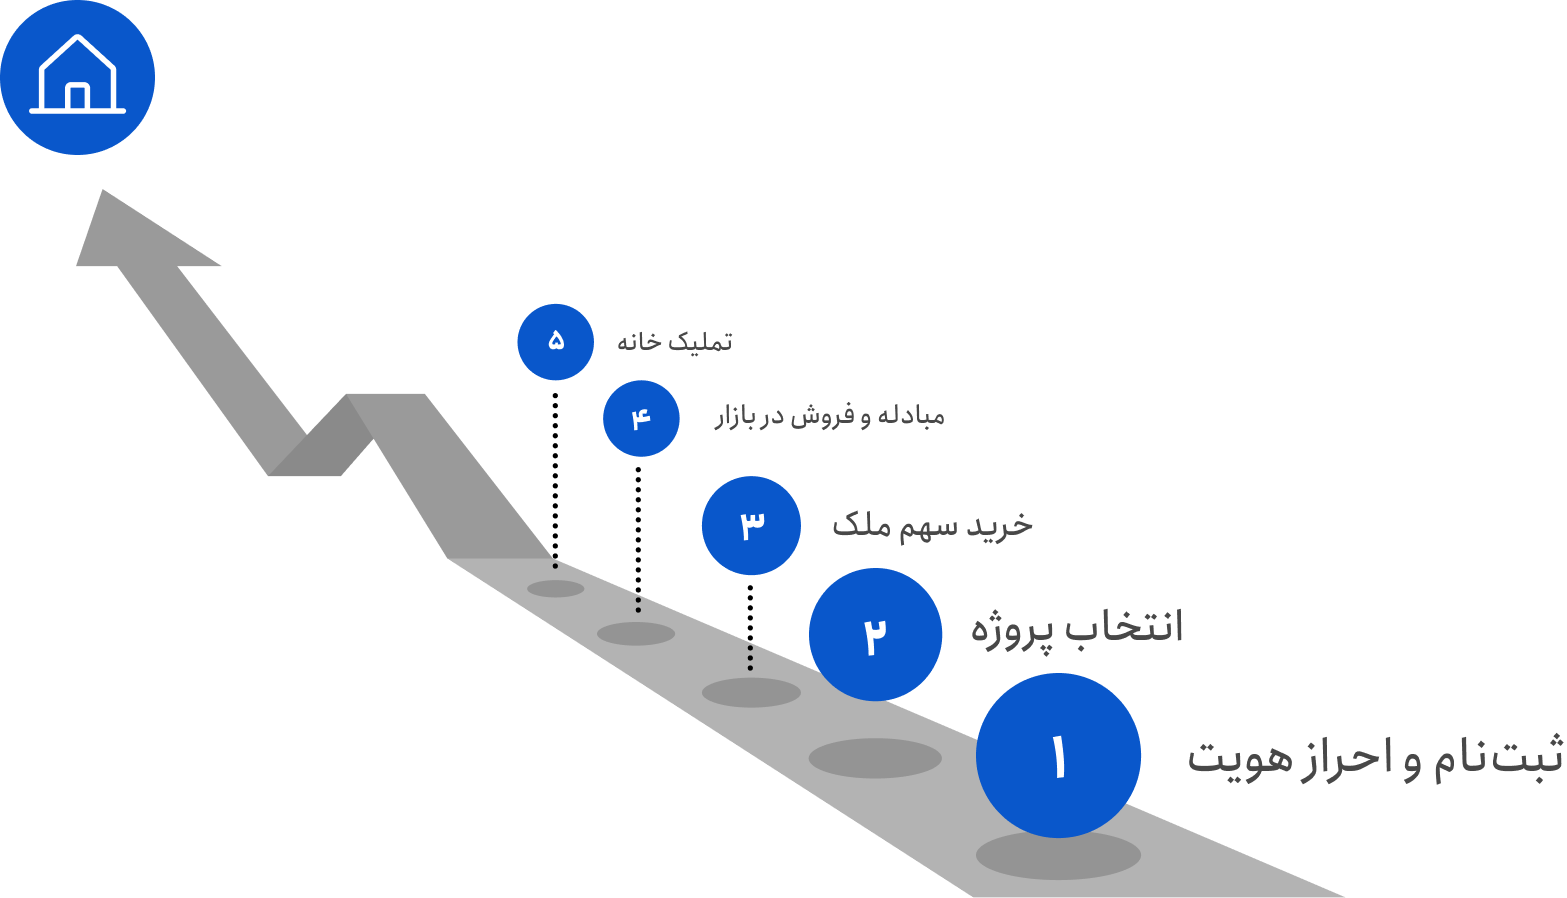 ۵ تملیک خانه
۴ مبادله و فروش در بازار
۳ خرید سهم ملک
۲ انتخاب پروژه
۱ ثبت‌نام و احراز هویت